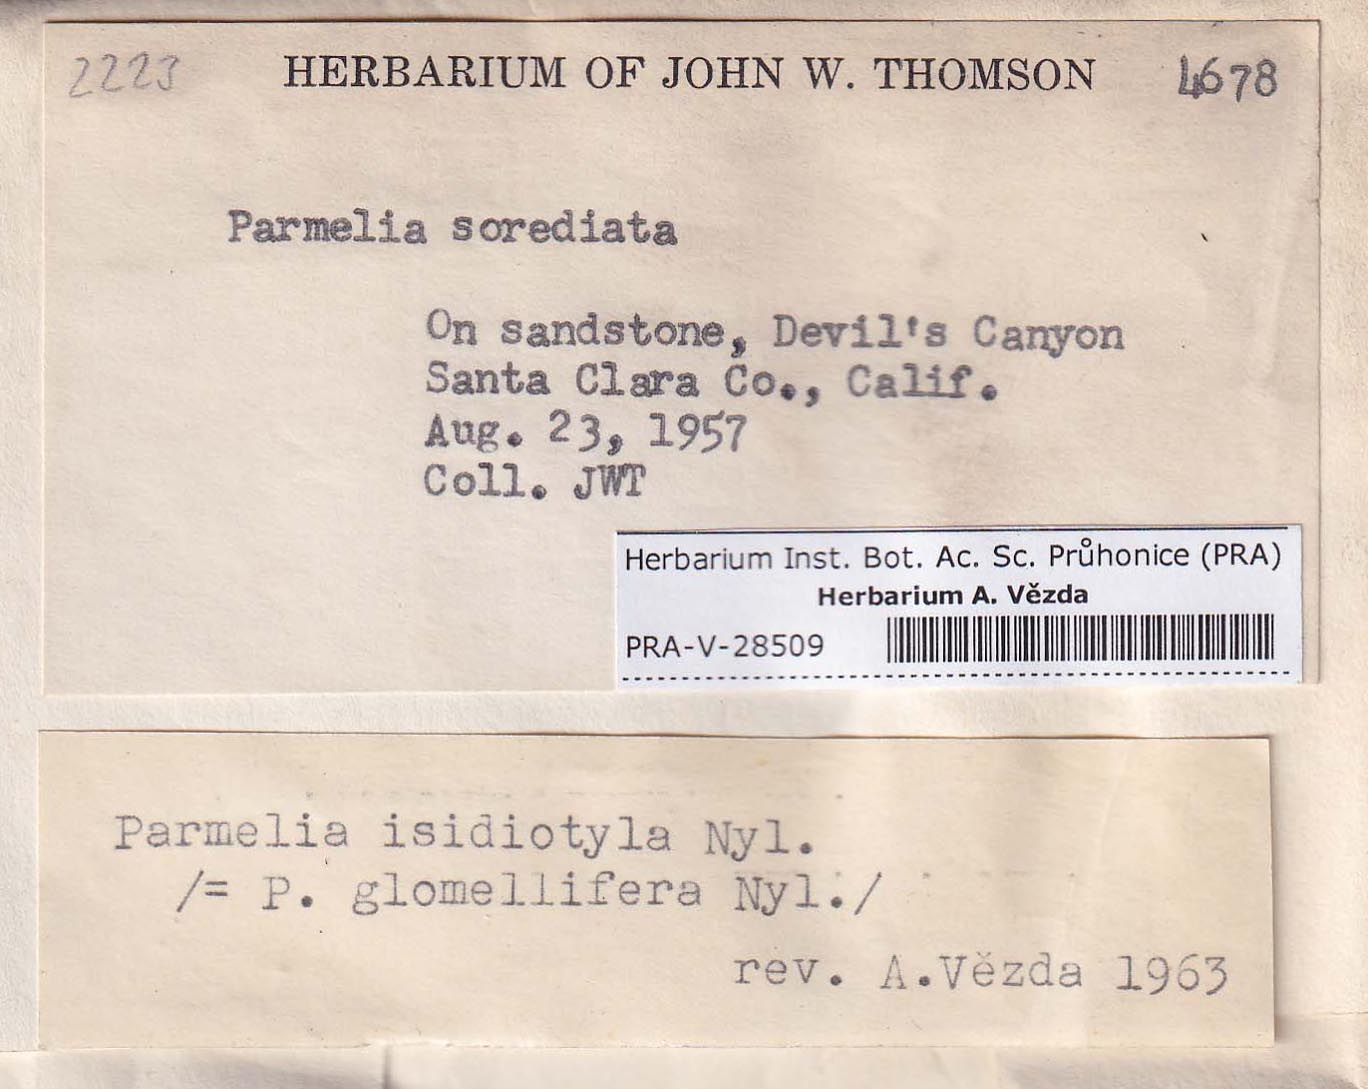 2223 HERBARIUM OF JOHN W. THOMSON 4678
Parmelia sorediata
On sandstone, Devil's Canyon
Santa Clara Co., Calif.
Aug. 23, 1957
Coll. JWT
Herbarium Inst. Bot. Ac. Sc. Průhonice (PRA)
Herbarium A. Vězda
PRA-V-28509
Parmelia isidiotyla Nyl.
/= P. glomellifera Nyl./
rev. A.Vězda 1963